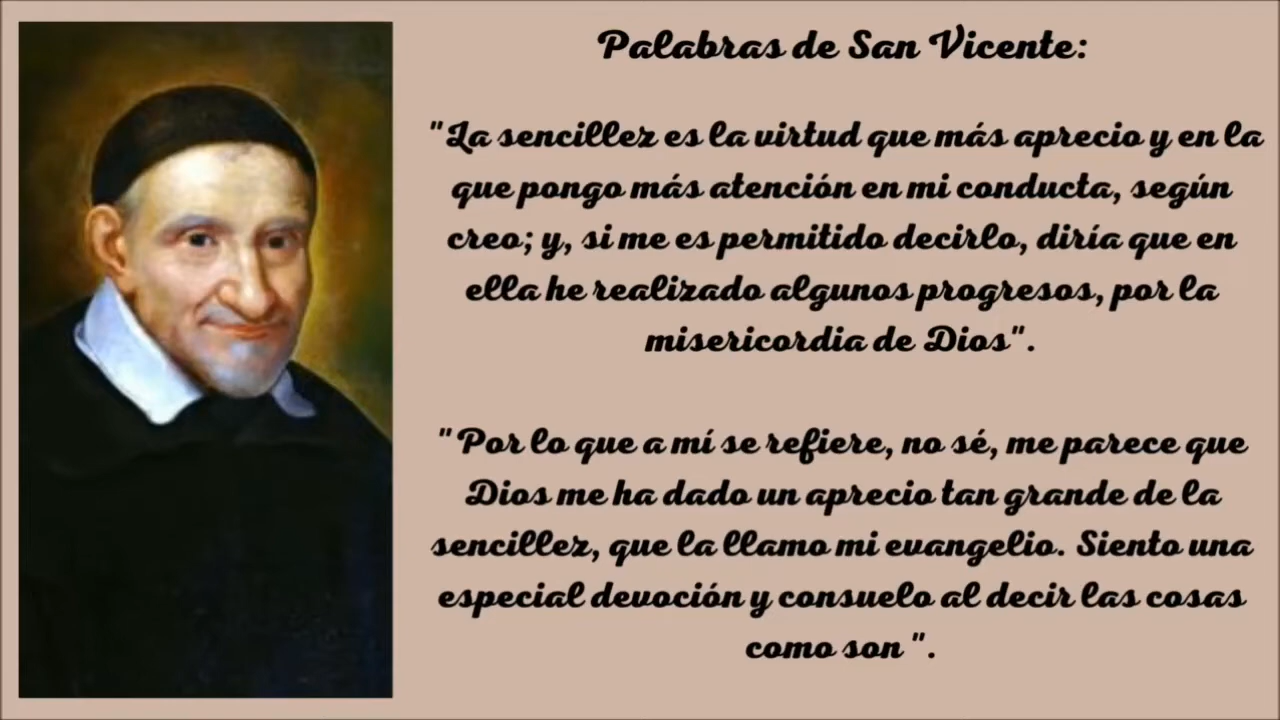 Palabras de San Vicente:
"La sencillez es la virtud que más aprecio y en la
que pongo más atención en mi conducta, según
creo; y, si me es permitido decirlo, diría que en
ella he realizado algunos progresos, por la
misericordia de Dios".
"Por lo que a mí se refiere, no sé, me parece que
Dios me ha dado un aprecio tan grande de la
sencillez, que la llamo mi evangelio. Siento una
especial devoción y consuelo al decir las cosas
como son ".